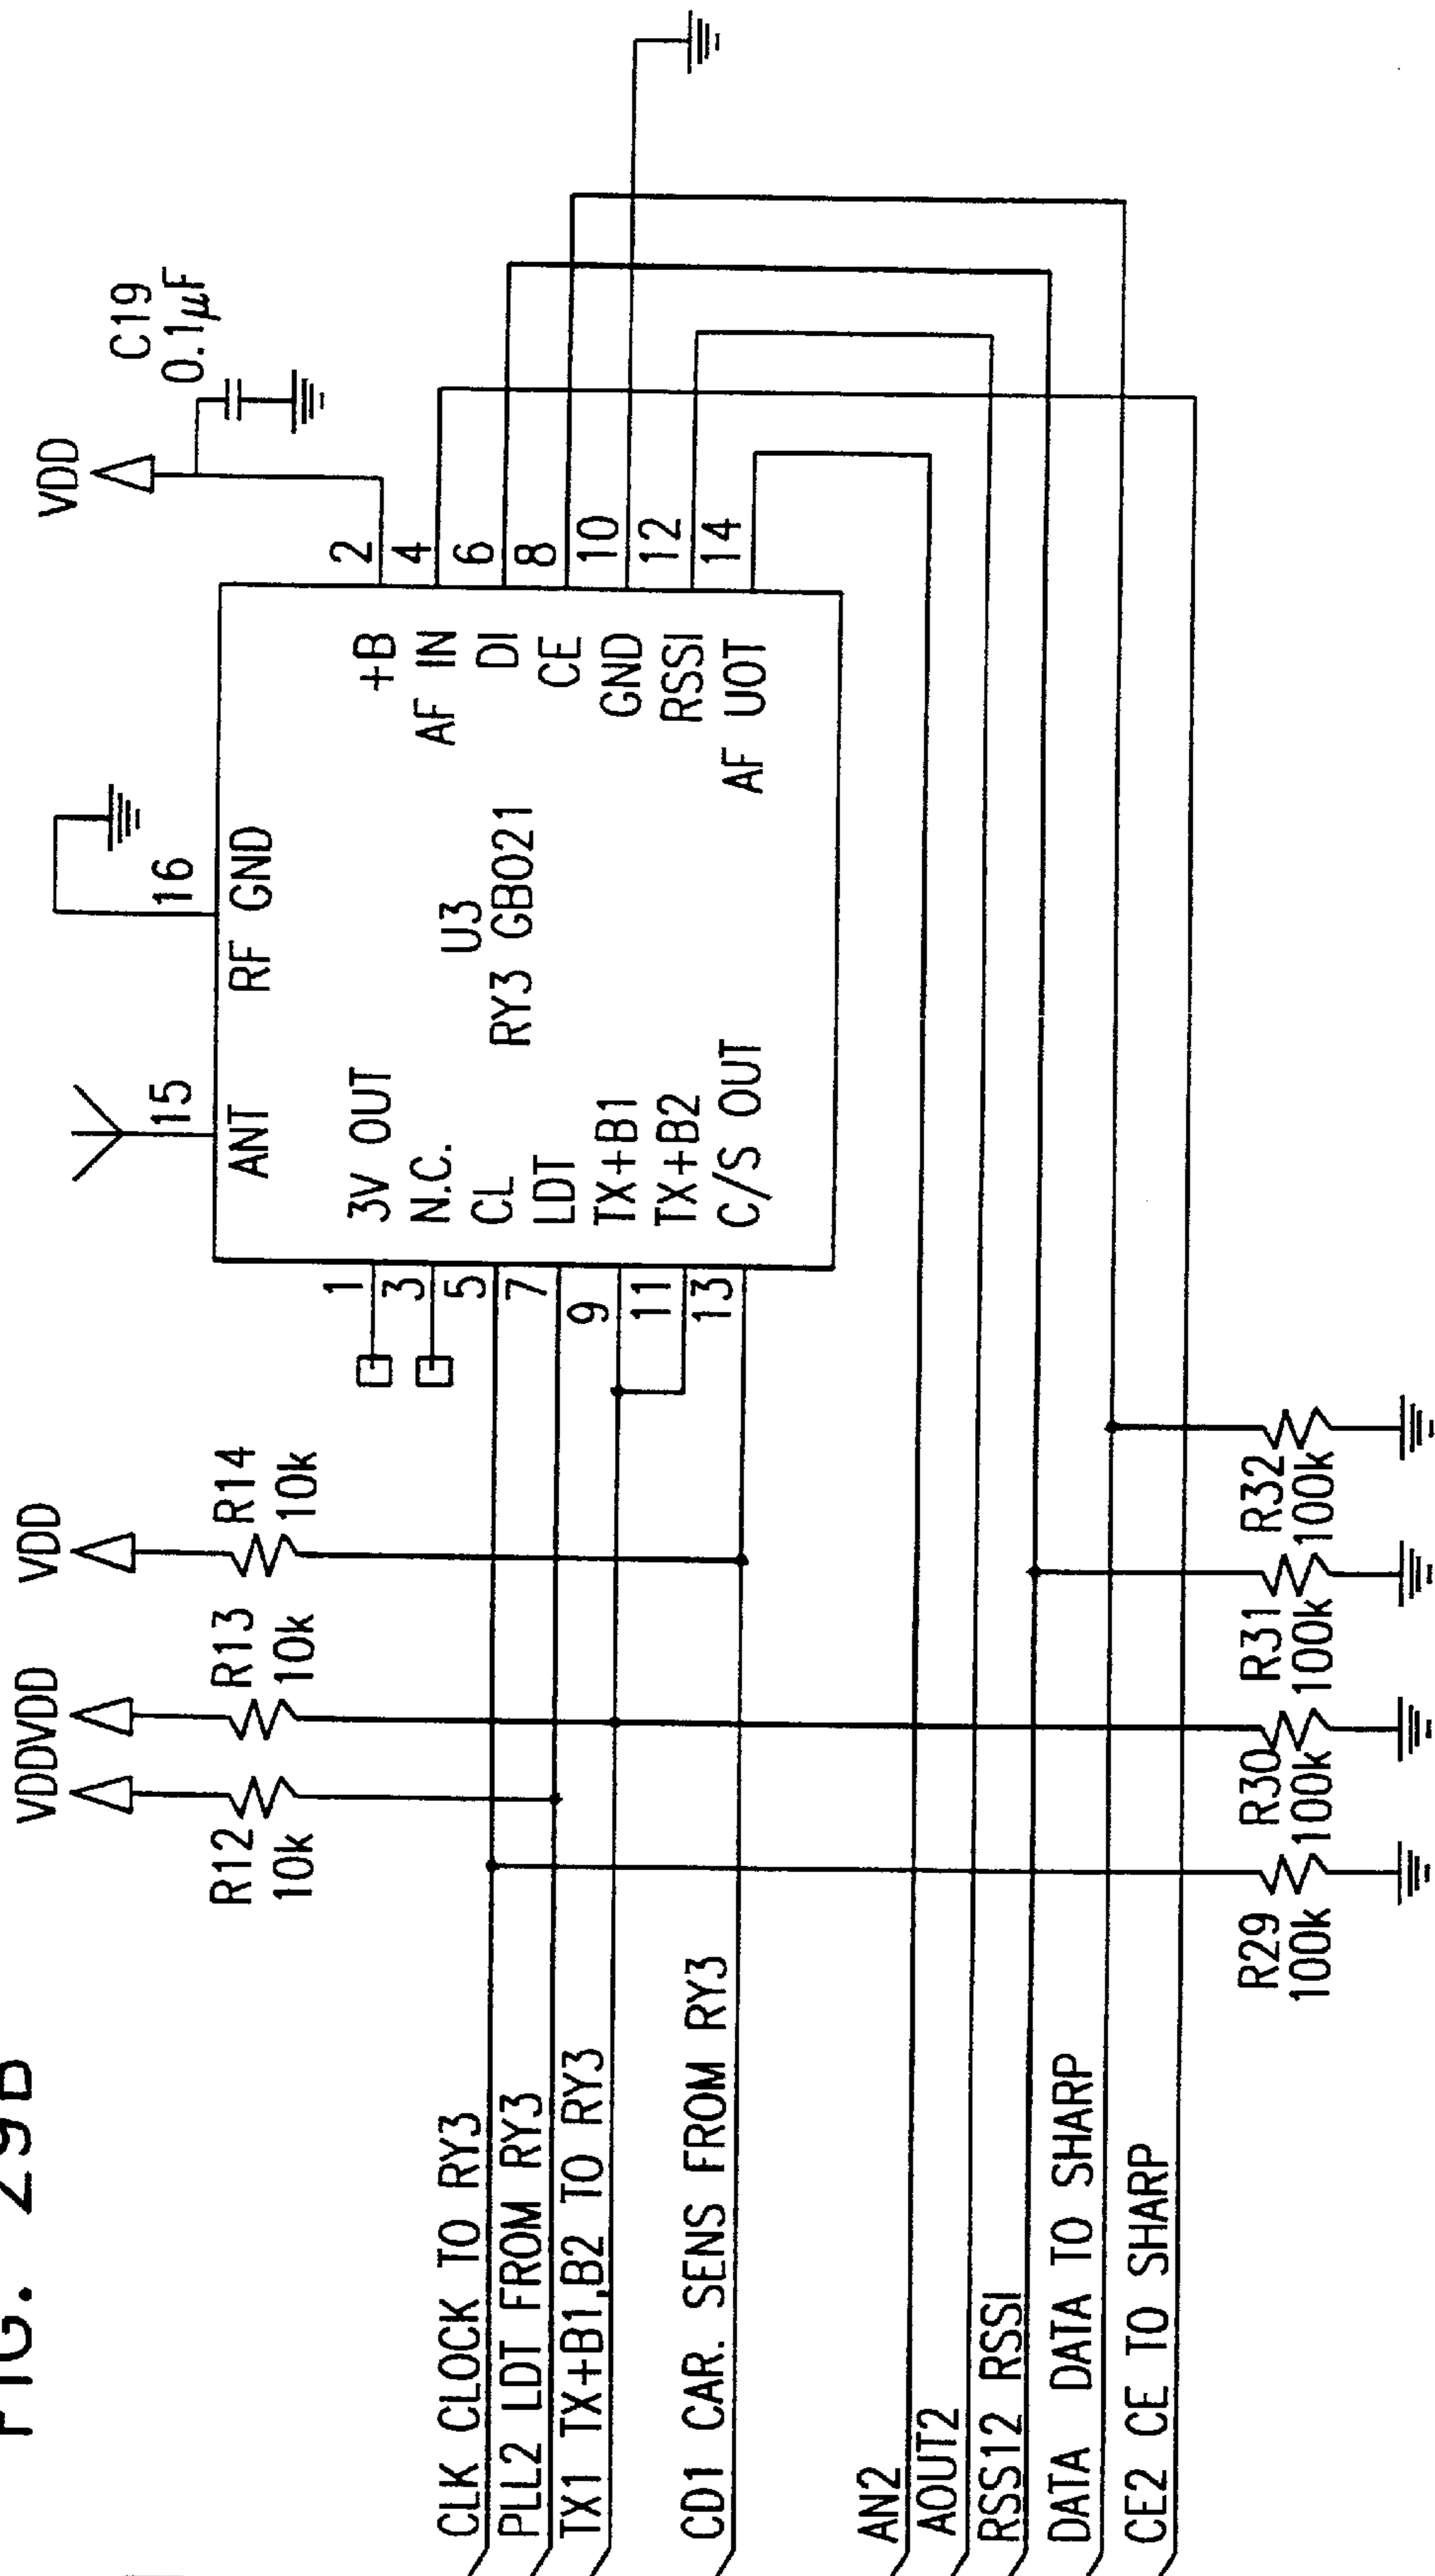 FIG. 29B
VDDVDD
VDD
R12
10k
R13
10k
R14
10k
VDD
C19
0.1μF
15
16
ANT
RF GND
U3
RY3 GB021
1
3V OUT
3
N.C.
5
CL
7
LDT
9
TX+B1
11
TX+B2
13
C/S OUT
+B
2
AF IN
4
DI
6
CE
8
GND
10
RSSI
12
AF UOT
14
CLK CLOCK TO RY3
PLL2 LDT FROM RY3
TX1 TX+B1,B2 TO RY3
CD1 CAR. SENS FROM RY3
AN2
AOUT2
RSS12 RSSI
DATA DATA TO SHARP
CE2 CE TO SHARP
R29
100k
R30
100k
R31
100k
R32
100k